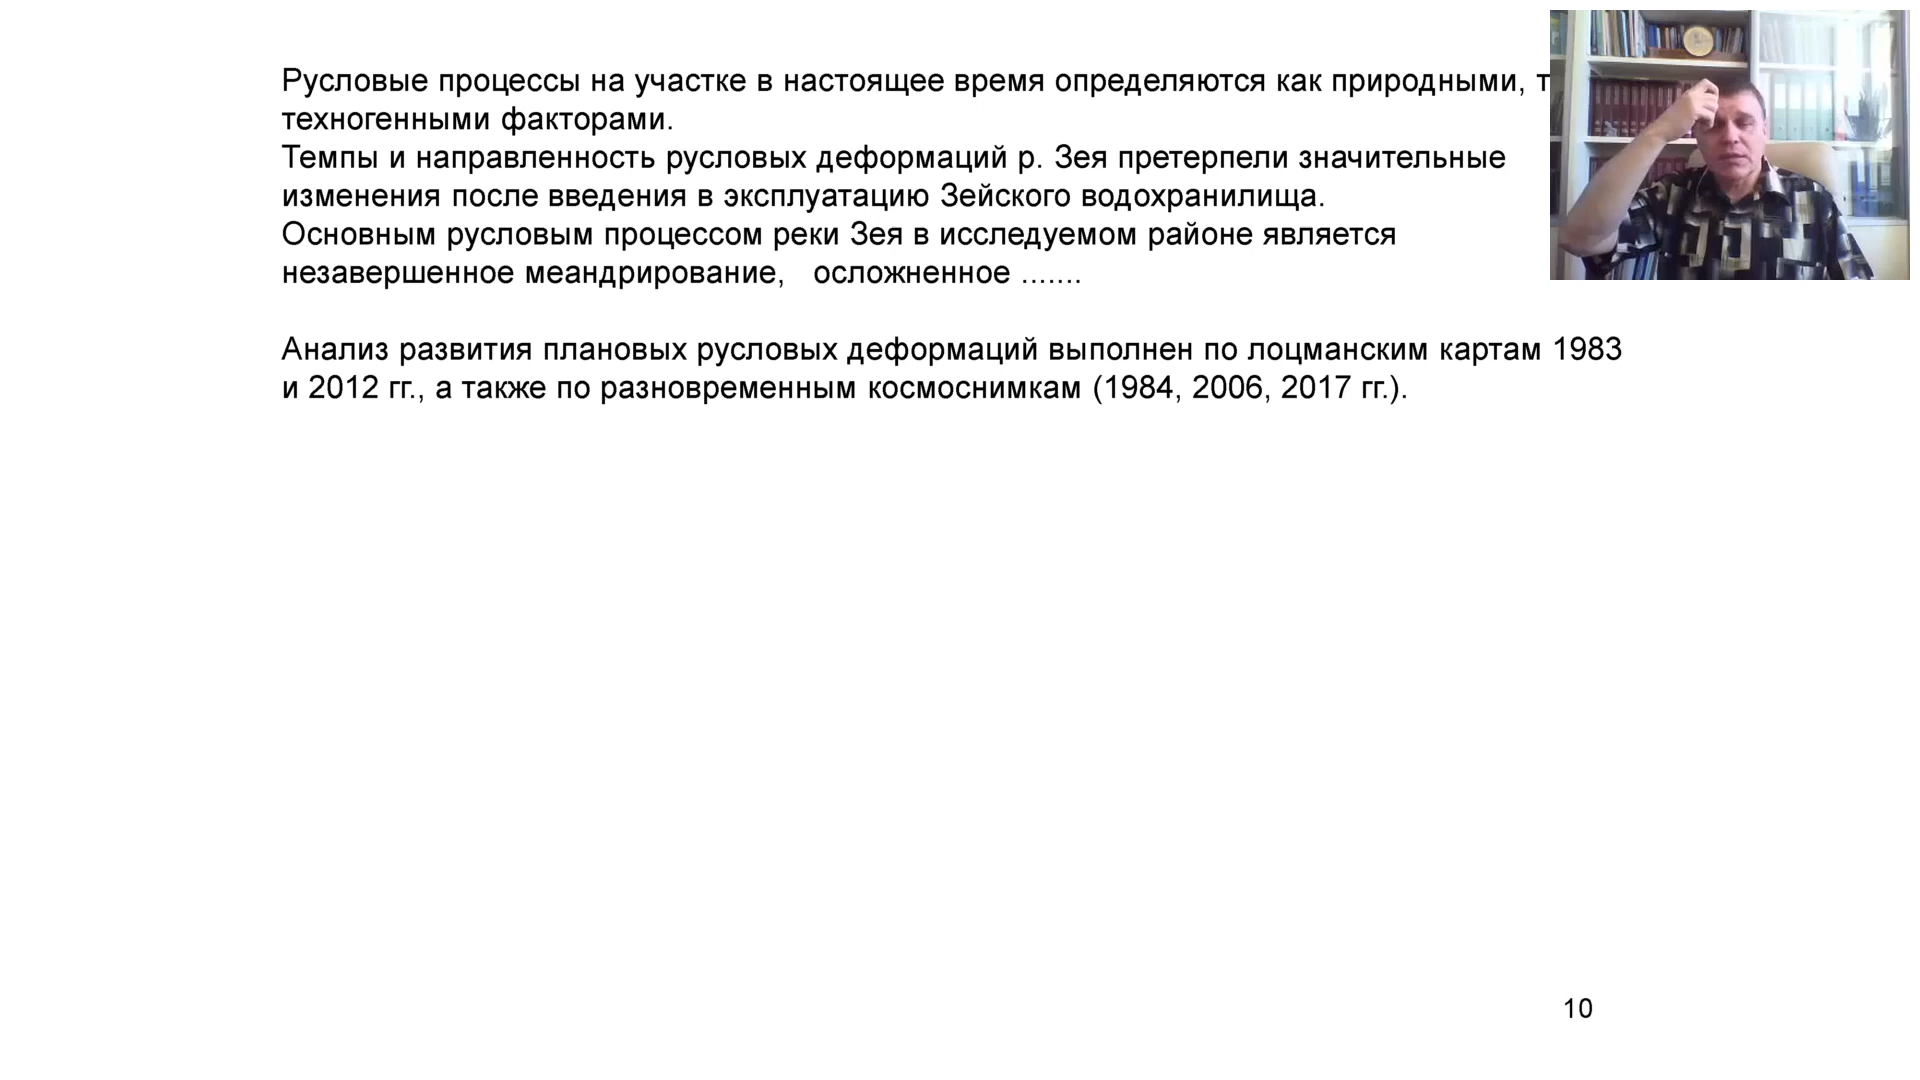 Русловые процессы на участке в настоящее время определяются как природными,
техногенными факторами.
Темпы и направленность русловых деформаций р. Зея претерпели значительные
изменения после введения в эксплуатацию Зейского водохранилища.
Основным русловым процессом реки Зея в исследуемом районе является
незавершенное меандрирование, осложненное .......
Анализ развития плановых русловых деформаций выполнен по лоцманским картам 1983
и 2012 гг., а также по разновременным космоснимкам (1984, 2006, 2017 гг.).
10